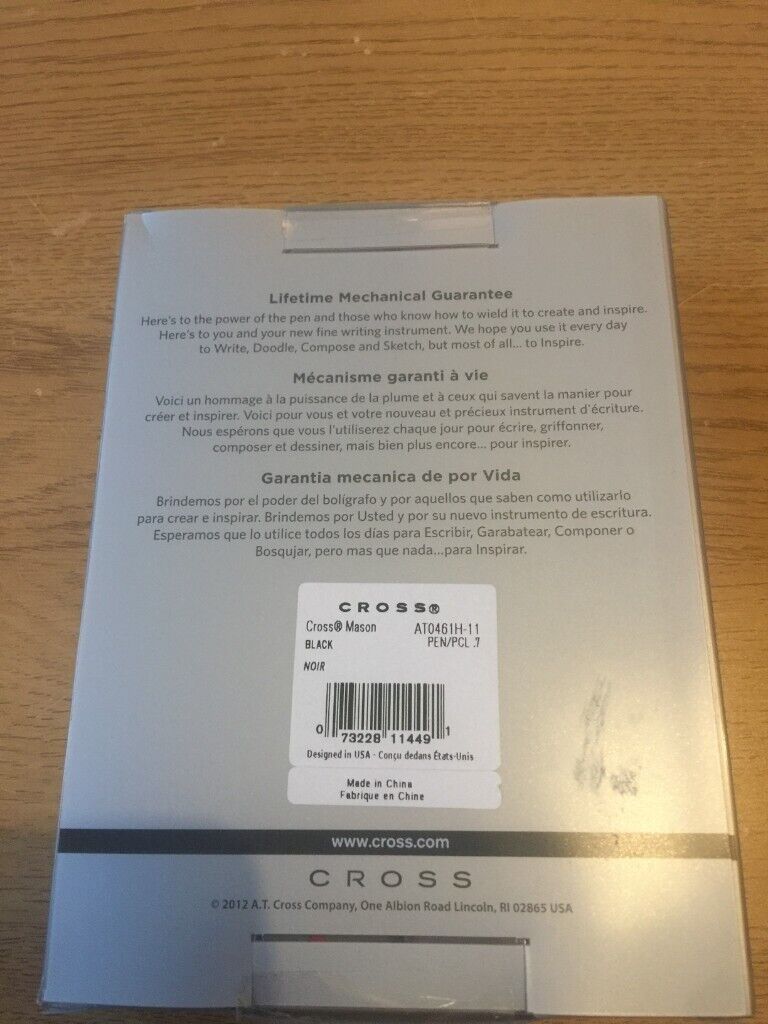 Lifetime Mechanical Guarantee
Here's to the power of the pen and those who know how to wield it to create and inspire.
Here's to you and your new fine writing instrument. We hope you use it every day
to Write, Doodle, Compose and Sketch, but most of all... to Inspire.
Mécanisme garanti à vie
Voici un hommage à la puissance de la plume et à ceux qui savent la manier pour
créer et inspirer. Voici pour vous et votre nouveau et précieux instrument d'écriture.
Nous espérons que vous l'utiliserez chaque jour pour écrire, griffonner,
composer et dessiner, mais bien plus encore... pour inspirer.
Garantia mecanica de por Vida
Brindemos por el poder del bolígrafo y por aquellos que saben como utilizarlo
para crear e inspirar. Brindemos por Usted y por su nuevo instrumento de escritura.
Esperamos que lo utilice todos los días para Escribir, Garabatear, Componer o
Bosqujar, pero mas que nada...para Inspirar.
CROSS®
Cross® Mason AT0461H-11
BLACK PEN/PCL .7
NOIR
0 73228 11449 1
Designed in USA - Conçu dedans États-Unis
Made in China
Fabrique en Chine
www.cross.com
CROSS
© 2012 A.T. Cross Company, One Albion Road Lincoln, RI 02865 USA